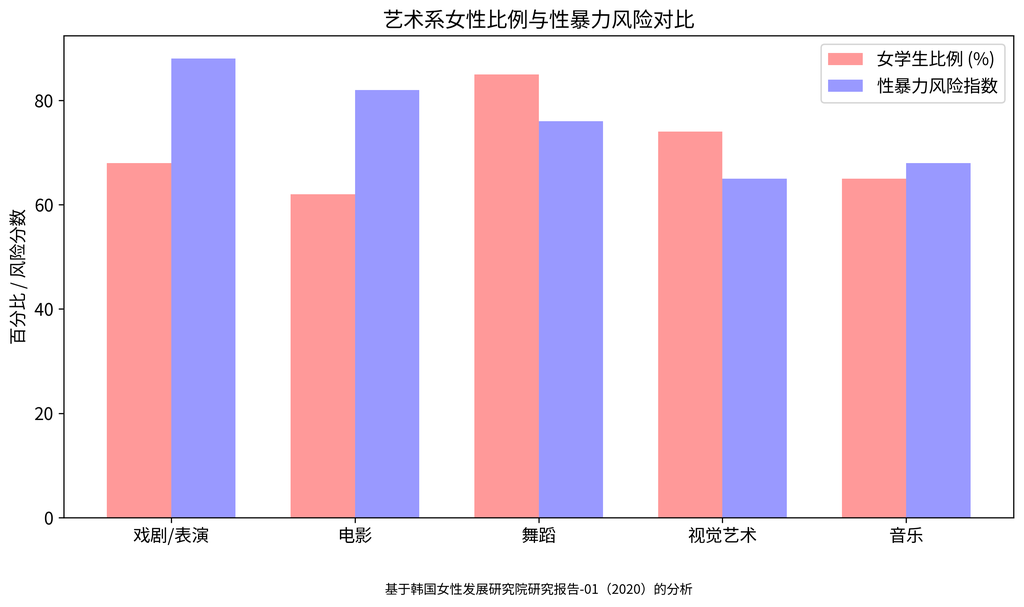 艺术系女性比例与性暴力风险对比
女学生比例 (%)
性暴力风险指数
百分比 / 风险分数
80
60
40
20
0
戏剧/表演 电影 舞蹈 视觉艺术 音乐
基于韩国女性发展研究院研究报告-01（2020）的分析